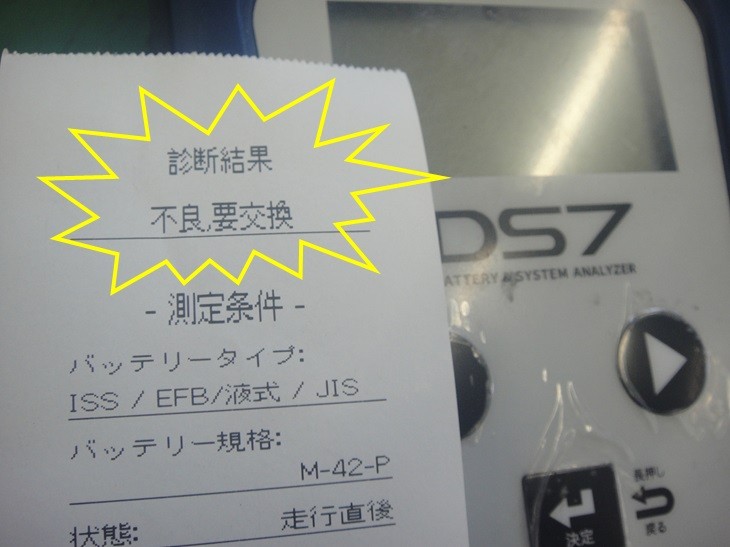 診断結果
不良,要交換
- 測定条件 -
バッテリータイプ:
ISS / EFB/液式 / JIS
バッテリー規格:
M-42-P
状態:
走行直後
DS7
ATTERY & SYSTEM ANALYZER
長押し
決定
戻る